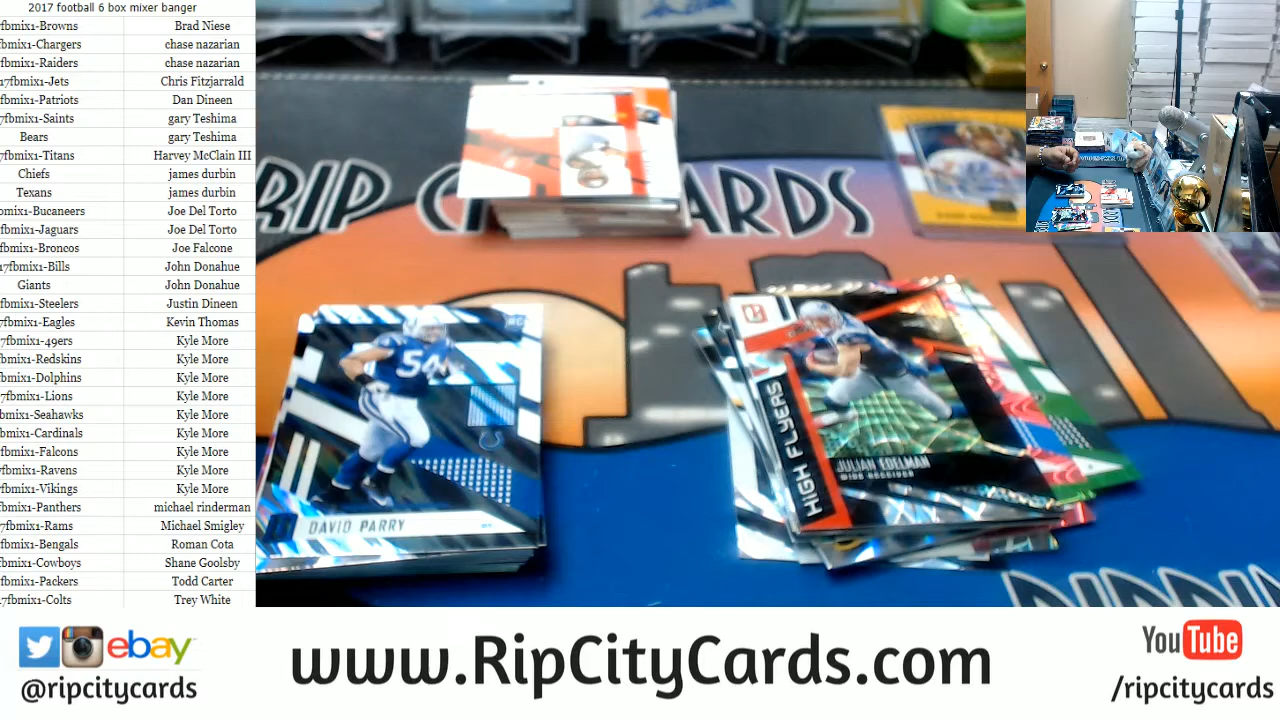 2017 football 6 box mixer banger
fbmix1-Browns Brad Niese
fbmix1-Chargers chase nazarian
fbmix1-Raiders chase nazarian
17fbmix1-Jets Chris Fitzjarrald
fbmix1-Patriots Dan Dineen
7fbmix1-Saints gary Teshima
Bears gary Teshima
7fbmix1-Titans Harvey McClain III
Chiefs james durbin
Texans james durbin
bmix1-Bucaneers Joe Del Torto
fbmix1-Jaguars Joe Del Torto
fbmix1-Broncos Joe Falcone
17fbmix1-Bills John Donahue
Giants John Donahue
fbmix1-Steelers Justin Dineen
7fbmix1-Eagles Kevin Thomas
7fbmix1-49ers Kyle More
fbmix1-Redskins Kyle More
fbmix1-Dolphins Kyle More
7fbmix1-Lions Kyle More
bmix1-Seahawks Kyle More
fbmix1-Cardinals Kyle More
fbmix1-Falcons Kyle More
fbmix1-Ravens Kyle More
fbmix1-Vikings Kyle More
fbmix1-Panthers michael rinderman
7fbmix1-Rams Michael Smigley
fbmix1-Bengals Roman Cota
fbmix1-Cowboys Shane Goolsby
fbmix1-Packers Todd Carter
7fbmix1-Colts Trey White
RIP C ARDS
54
DAVID PARRY
HIGH FLYERS
JULIAN EDELMAN
WIDE RECEIVER
ebay
@ripcitycards
www.RipCityCards.com
YouTube
/ripcitycards